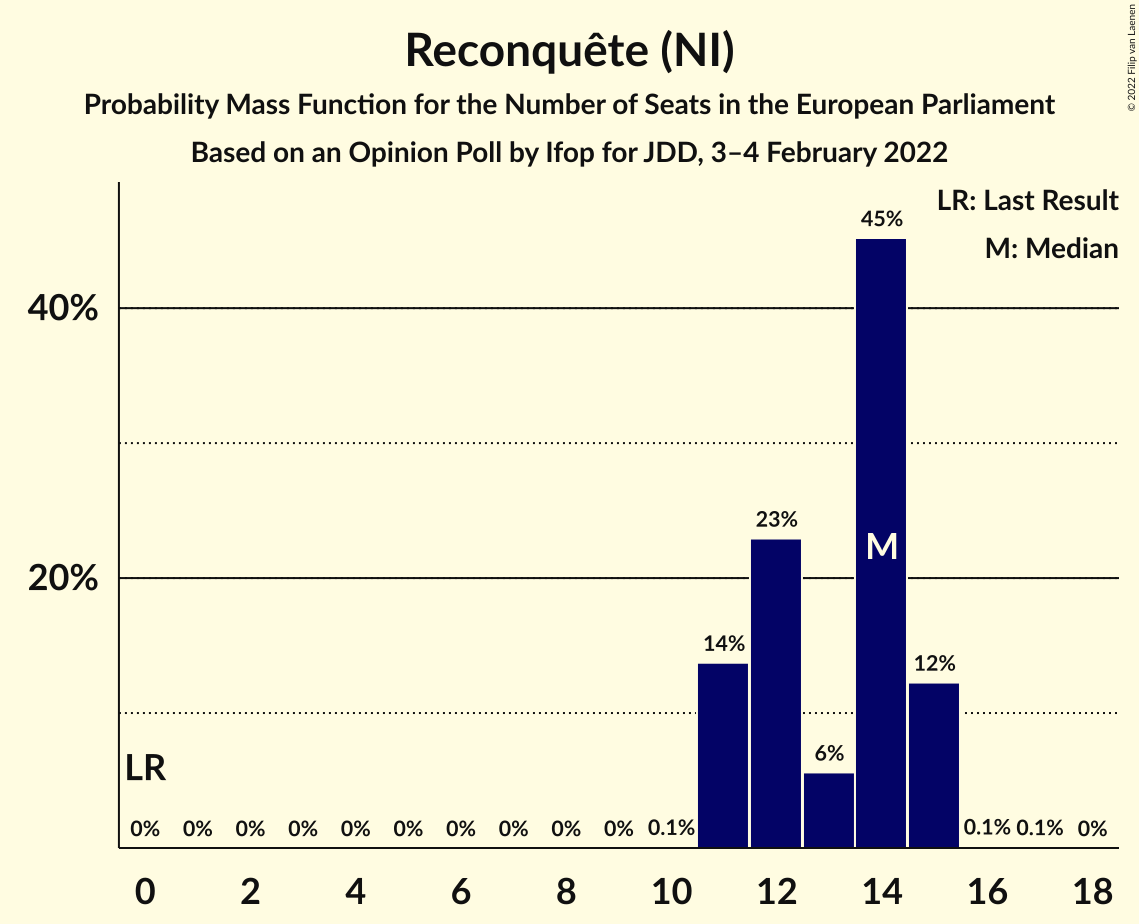 Reconquête (NI)
Probability Mass Function for the Number of Seats in the European Parliament
Based on an Opinion Poll by Ifop for JDD, 3–4 February 2022
© 2022 Filip van Laenen
LR: Last Result
M: Median
45%
40%
23%
M
20%
14%
12%
6%
LR
0% 0% 0% 0% 0% 0% 0% 0% 0% 0% 0.1% 0.1% 0.1% 0%
0 2 4 6 8 10 12 14 16 18